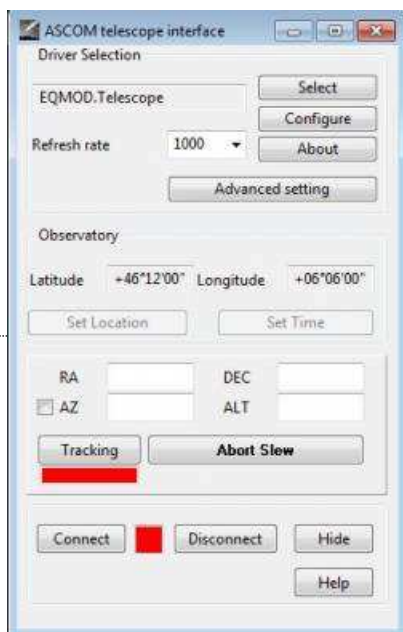 ASCOM telescope interface
Driver Selection
EQMOD.Telescope
Select
Configure
Refresh rate 1000 About
Advanced setting
Observatory
Latitude +46°12'00" Longitude +06°06'00"
Set Location Set Time
RA DEC
AZ ALT
Tracking Abort Slew
Connect Disconnect Hide
Help